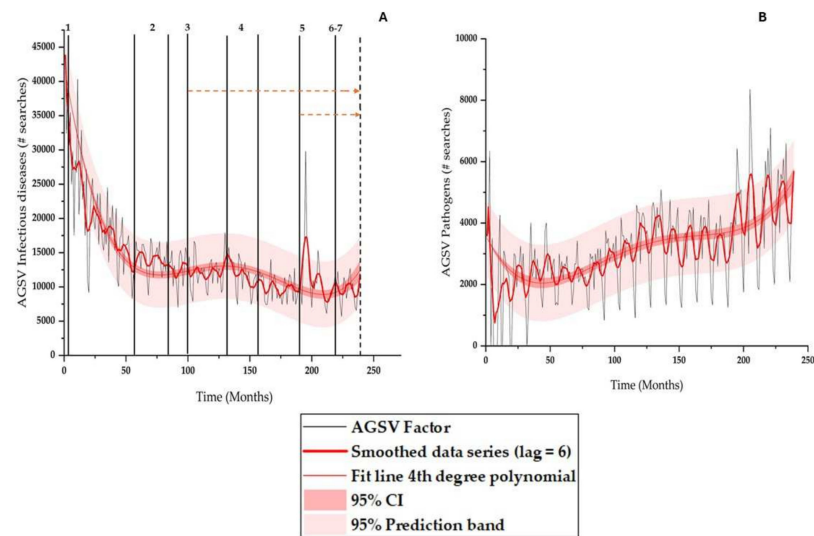 A
B
1 2 3 4 5 6-7
45000
40000
35000
30000
25000
20000
15000
10000
5000
0
0 50 100 150 200 250
AGSV Infectious diseases (# searches)
Time (Months)
10000
8000
6000
4000
2000
0
0 50 100 150 200 250
AGSV Pathogens (# searches)
Time (Months)
AGSV Factor
Smoothed data series (lag = 6)
Fit line 4th degree polynomial
95% CI
95% Prediction band